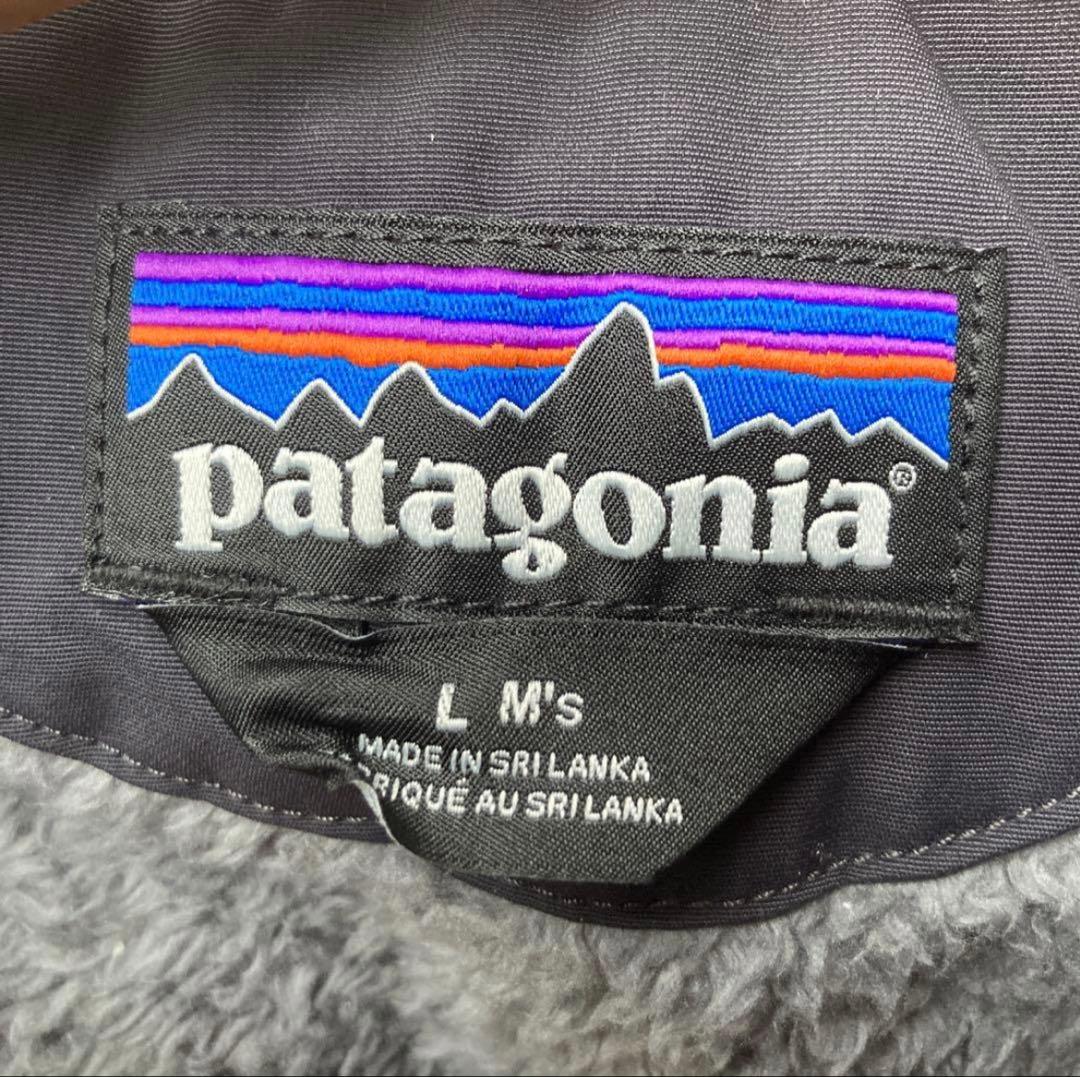 patagonia®
L M's
MADE IN SRI LANKA
AU SRI LANKA